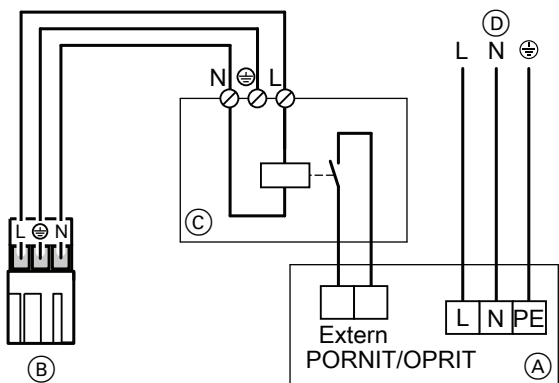 D
L N ⏚
N ⏚ L
C
L ⏚ N
L N PE
Extern
PORNIT/OPRIT
A
B